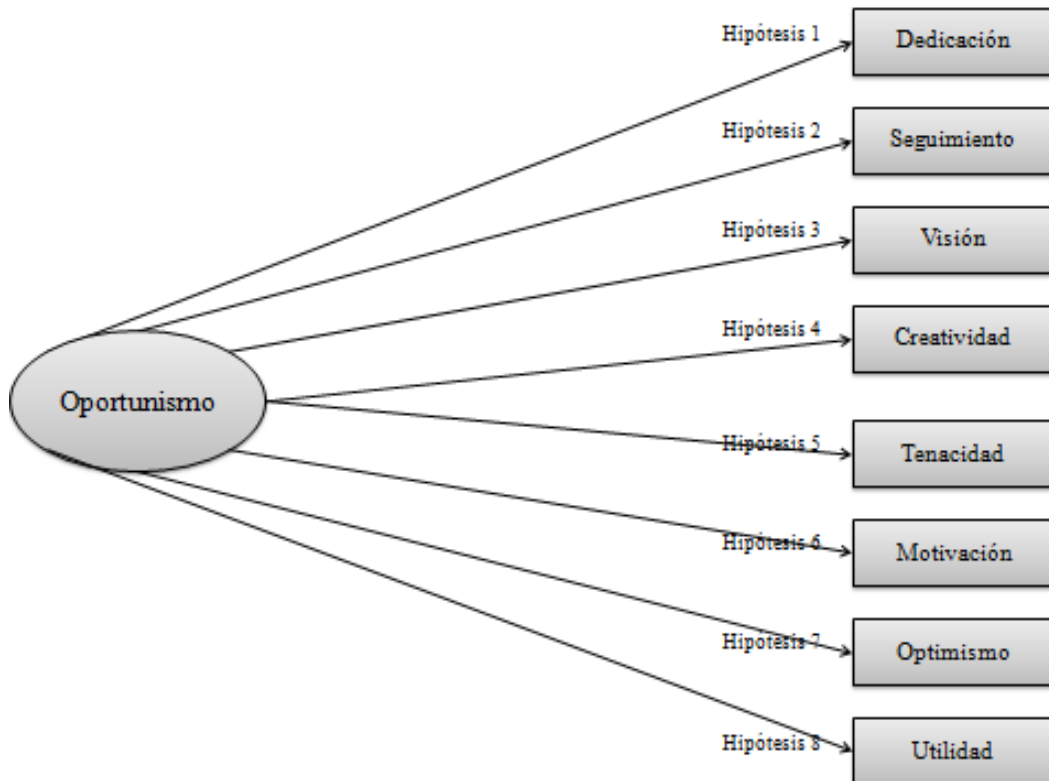 Hipótesis 1
Dedicación
Hipótesis 2
Seguimiento
Hipótesis 3
Visión
Hipótesis 4
Creatividad
Oportunismo
Hipótesis 5
Tenacidad
Hipótesis 6
Motivación
Hipótesis 7
Optimismo
Hipótesis 8
Utilidad